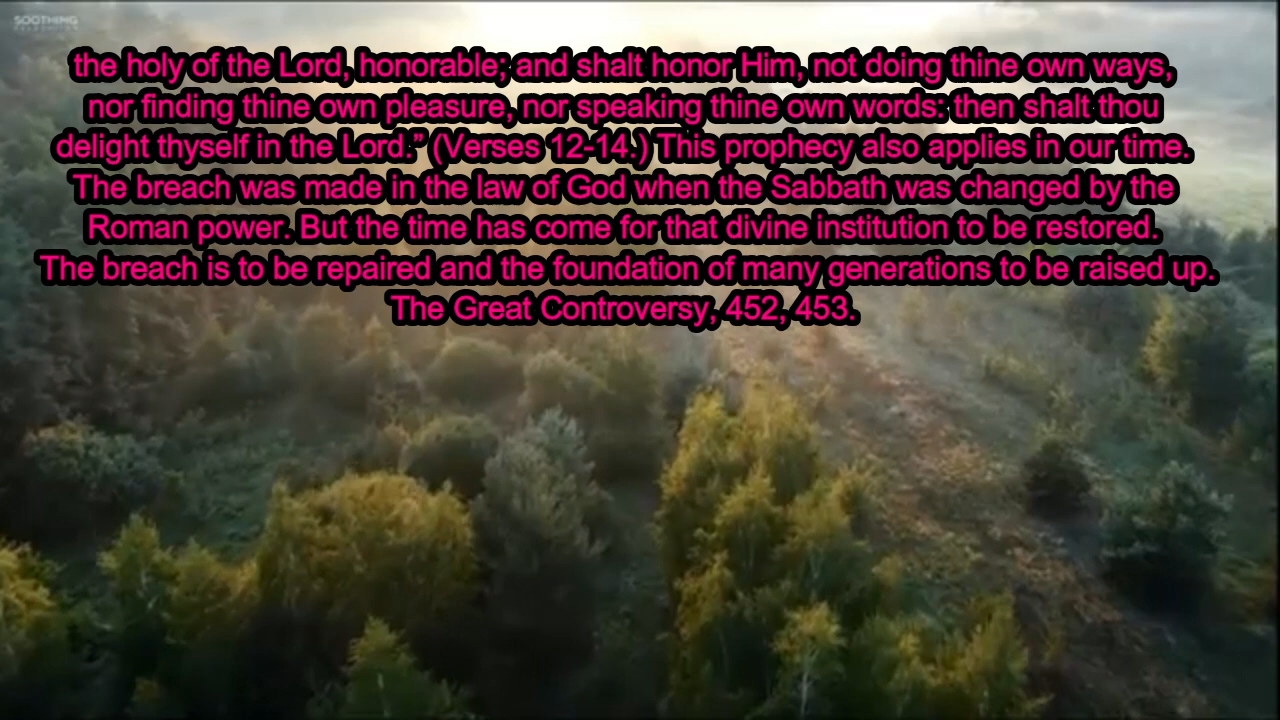 SOOTHING
the holy of the Lord, honorable; and shalt honor Him, not doing thine own ways,
nor finding thine own pleasure, nor speaking thine own words: then shalt thou
delight thyself in the Lord.” (Verses 12-14.) This prophecy also applies in our time.
The breach was made in the law of God when the Sabbath was changed by the
Roman power. But the time has come for that divine institution to be restored.
The breach is to be repaired and the foundation of many generations to be raised up.
The Great Controversy, 452, 453.